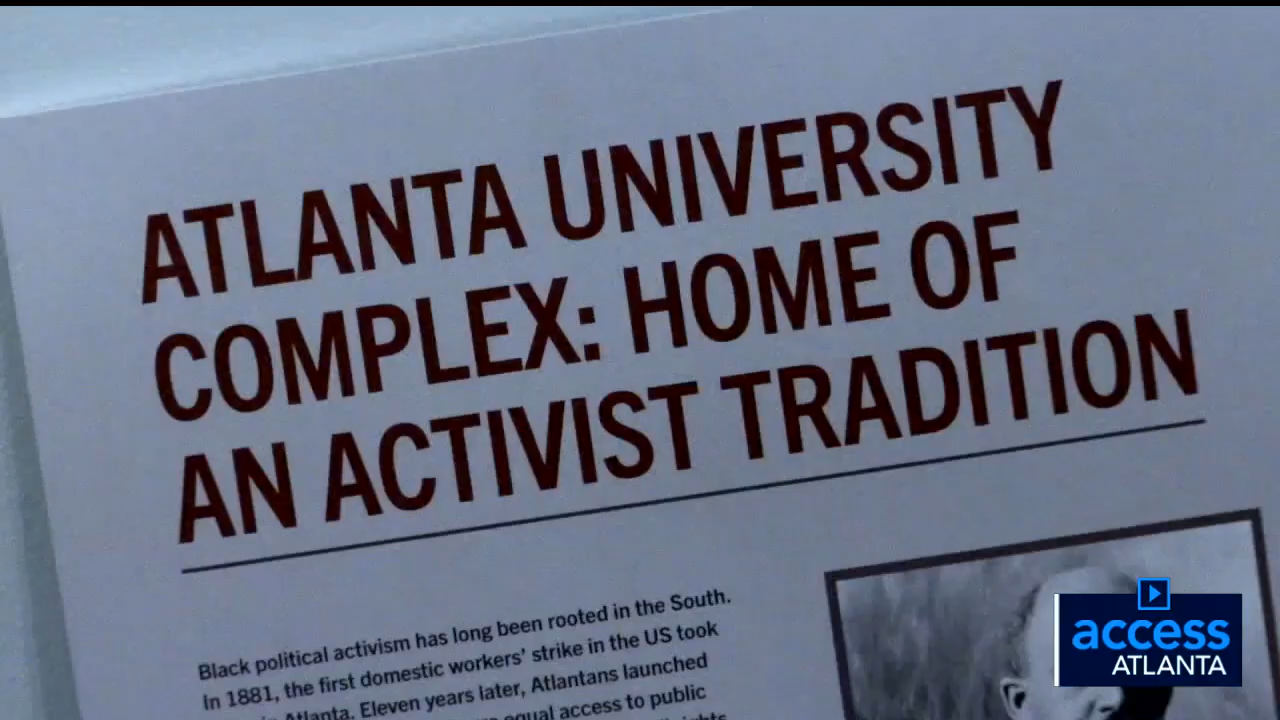 ATLANTA UNIVERSITY
COMPLEX: HOME OF
AN ACTIVIST TRADITION
Black political activism has long been rooted in the South.
In 1881, the first domestic workers' strike in the US took
Atlanta. Eleven years later, Atlantans launched
equal access to public
access
ATLANTA